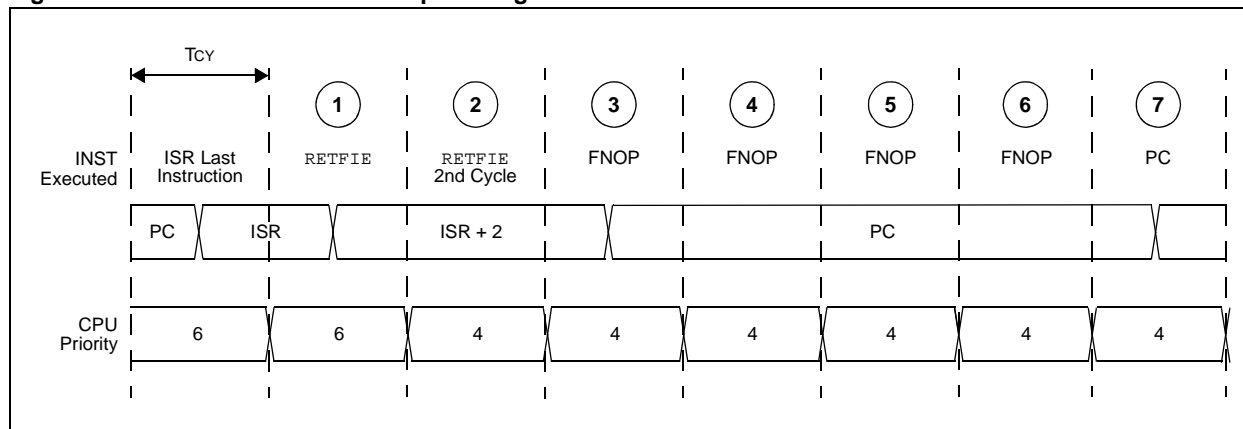 TCY
1 2 3 4 5 6 7
INST
Executed
ISR Last
Instruction
RETFIE
RETFIE
2nd Cycle
FNOP FNOP FNOP FNOP PC
PC ISR ISR + 2 PC
CPU
Priority
6 6 4 4 4 4 4 4